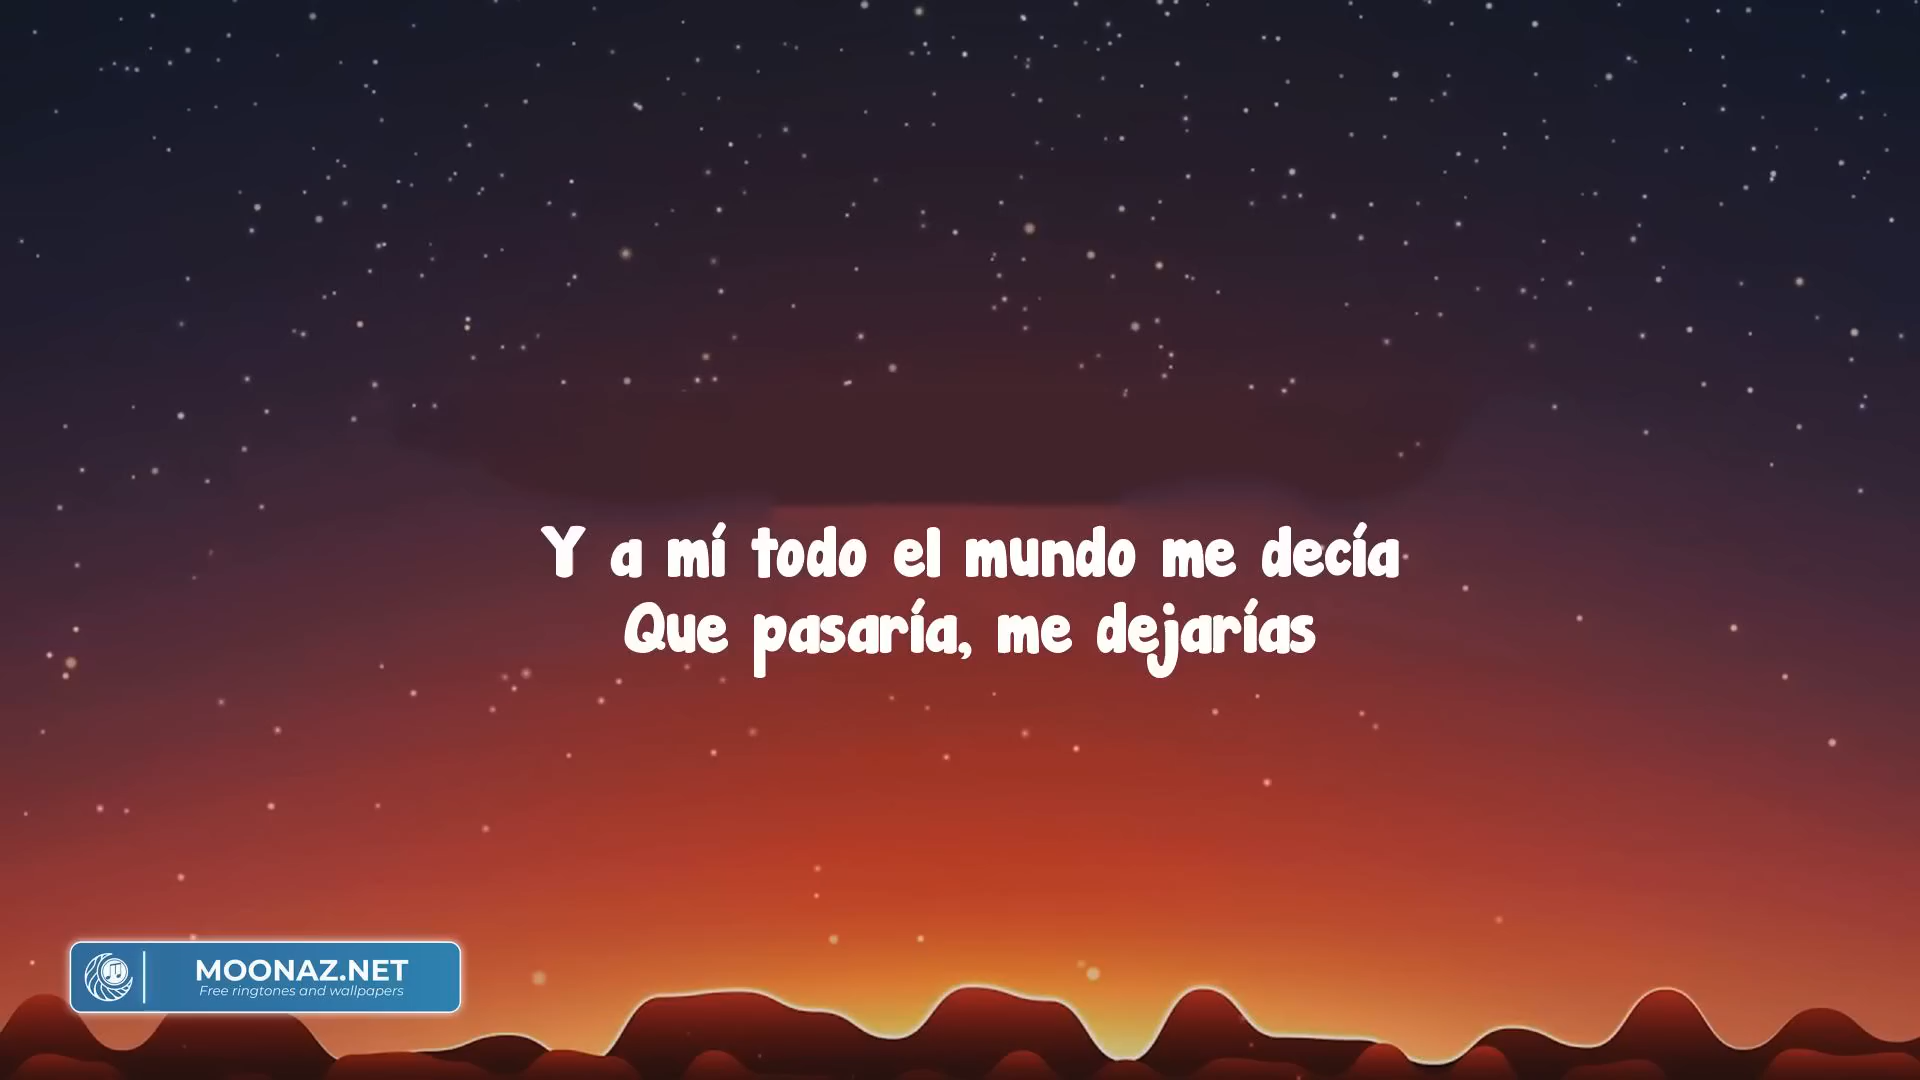 Y a mí todo el mundo me decía
Que pasaría, me dejarías
MOONAZ.NET
Free ringtones and wallpapers